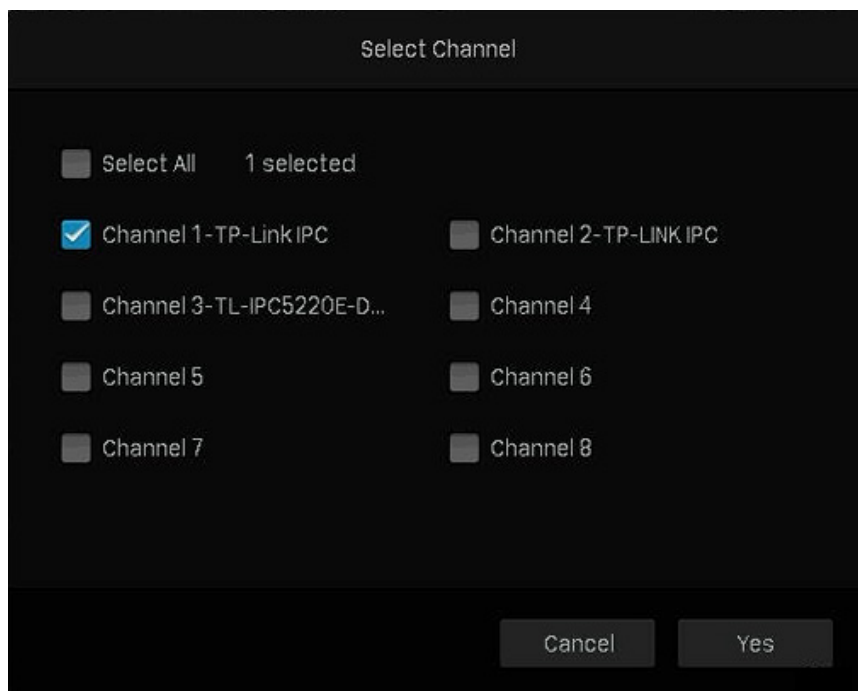 Select Channel
Select All 1 selected
Channel 1-TP-Link IPC Channel 2-TP-LINK IPC
Channel 3-TL-IPC5220E-D... Channel 4
Channel 5 Channel 6
Channel 7 Channel 8
Cancel Yes